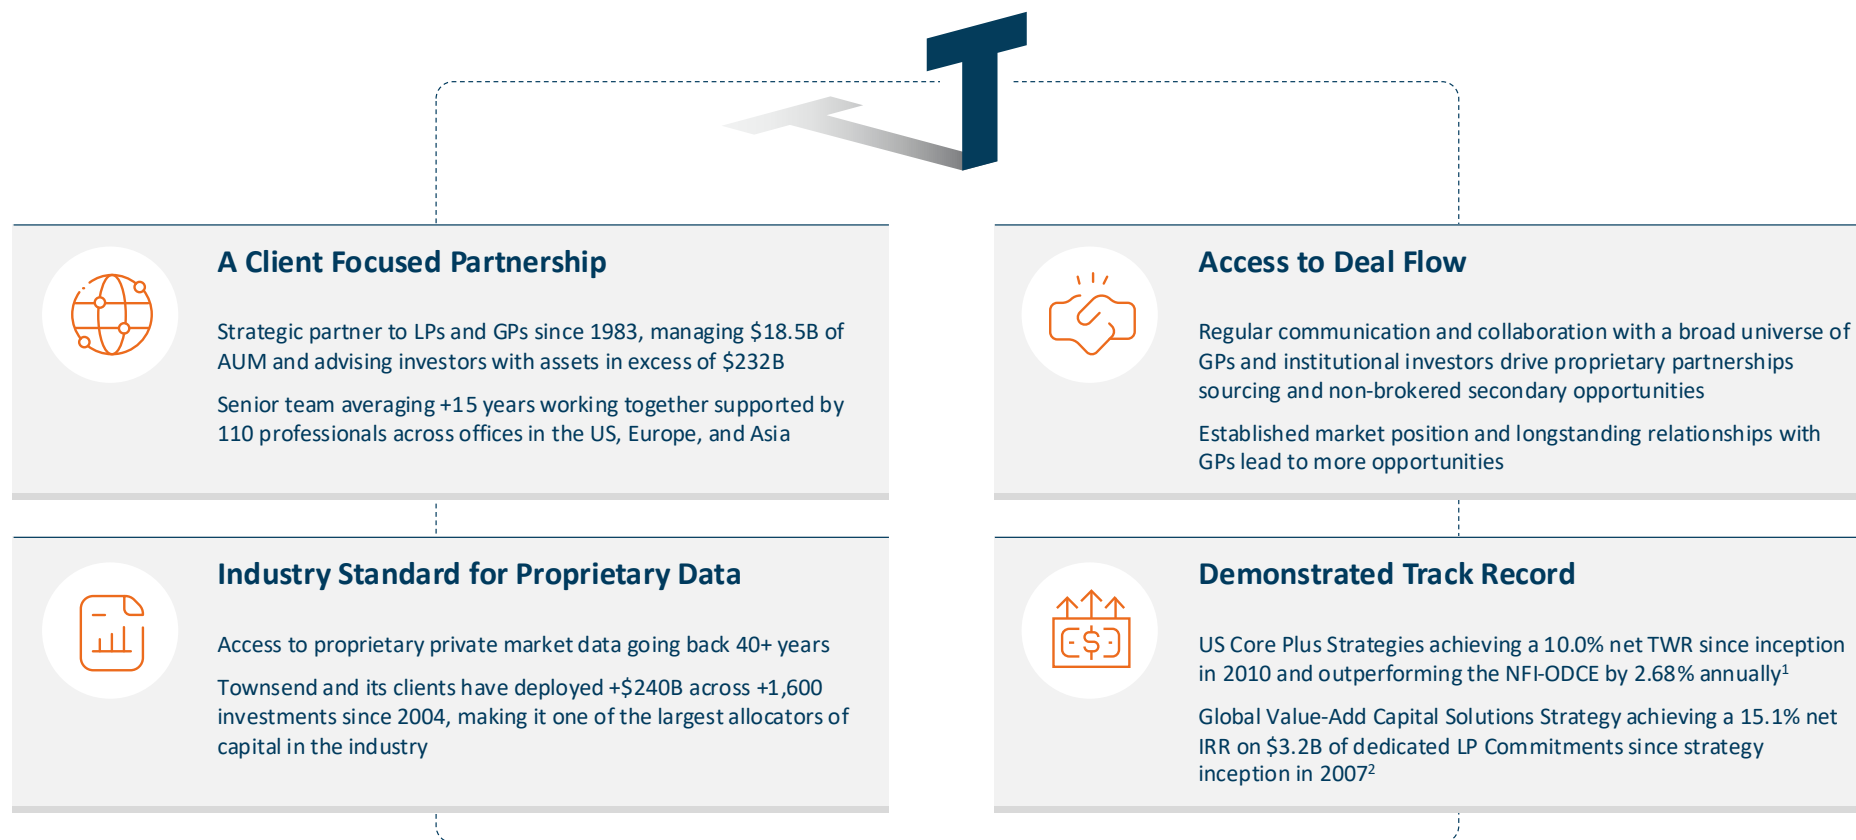 T
A Client Focused Partnership
Strategic partner to LPs and GPs since 1983, managing $18.5B of
AUM and advising investors with assets in excess of $232B
Senior team averaging +15 years working together supported by
110 professionals across offices in the US, Europe, and Asia
Access to Deal Flow
Regular communication and collaboration with a broad universe of
GPs and institutional investors drive proprietary partnerships
sourcing and non-brokered secondary opportunities
Established market position and longstanding relationships with
GPs lead to more opportunities
Industry Standard for Proprietary Data
Access to proprietary private market data going back 40+ years
Townsend and its clients have deployed +$240B across +1,600
investments since 2004, making it one of the largest allocators of
capital in the industry
Demonstrated Track Record
$
US Core Plus Strategies achieving a 10.0% net TWR since inception
in 2010 and outperforming the NFI-ODCE by 2.68% annually¹
Global Value-Add Capital Solutions Strategy achieving a 15.1% net
IRR on $3.2B of dedicated LP Commitments since strategy
inception in 2007²